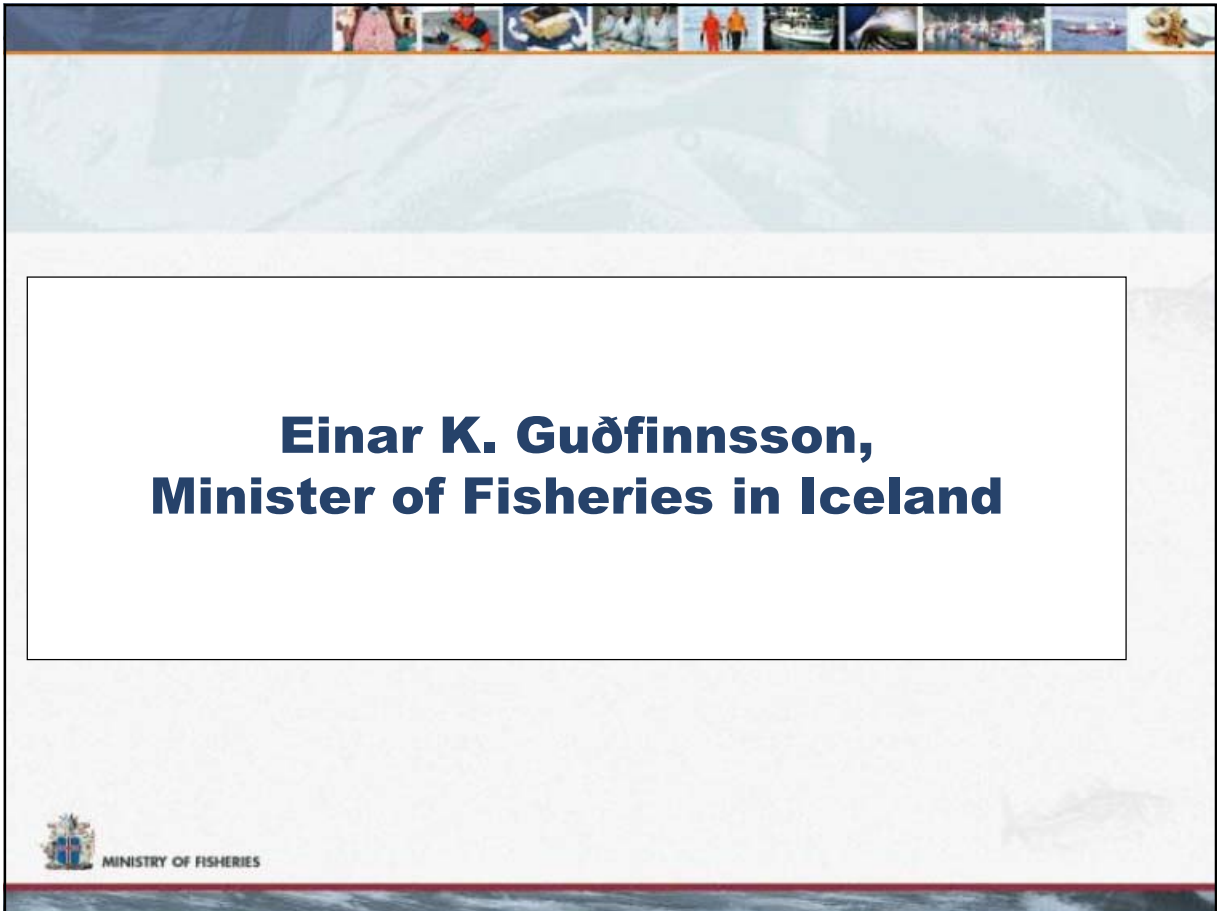 Einar K. Guðfinnsson,
Minister of Fisheries in Iceland
MINISTRY OF FISHERIES